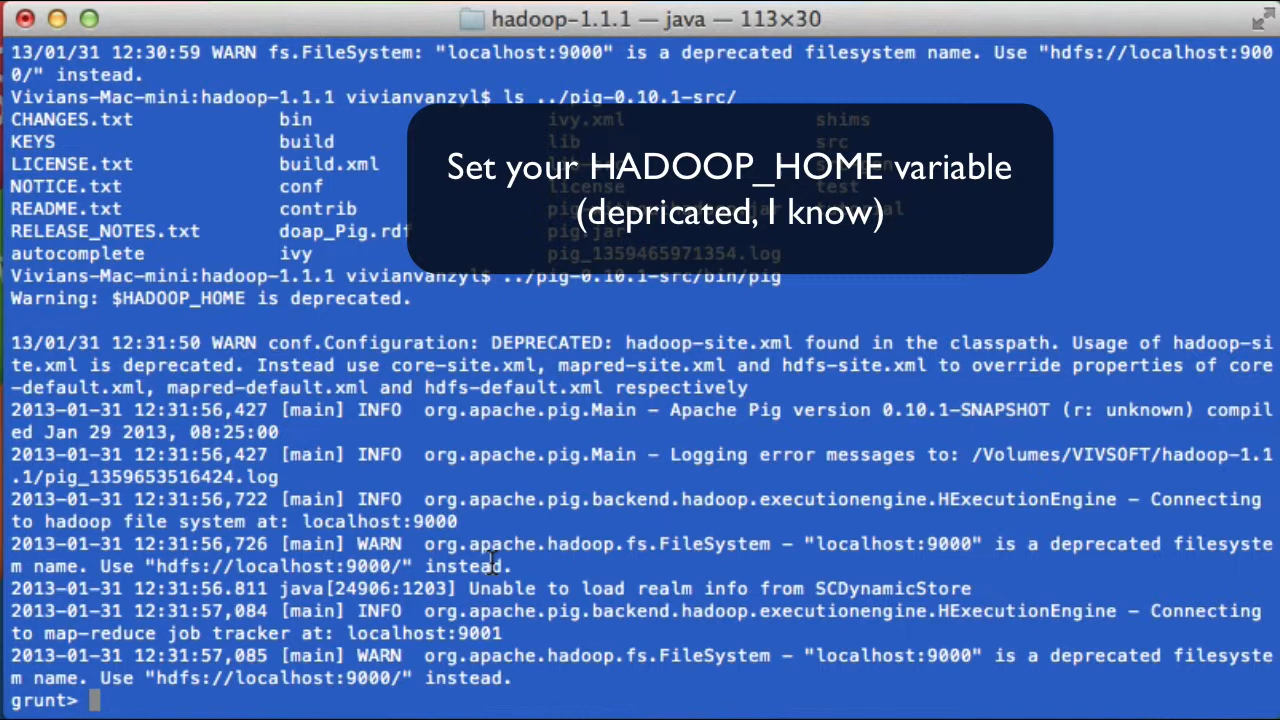 hadoop-1.1.1 — java — 113×30
13/01/31 12:30:59 WARN fs.FileSystem: "localhost:9000" is a deprecated filesystem name. Use "hdfs://localhost:900
0/" instead.
Vivians-Mac-mini:hadoop-1.1.1 vivianvanzyl$ ls ../pig-0.10.1-src/
CHANGES.txt bin ivy.xml shims
KEYS build lib src
LICENSE.txt build.xml
Set your HADOOP_HOME variable
NOTICE.txt conf license test
(depricated, I know)
README.txt contrib
RELEASE_NOTES.txt doap_Pig.rdf pig.jar
autocomplete ivy pig_1359465971354.log
Vivians-Mac-mini:hadoop-1.1.1 vivianvanzyl$ ../pig-0.10.1-src/bin/pig
Warning: $HADOOP_HOME is deprecated.
13/01/31 12:31:50 WARN conf.Configuration: DEPRECATED: hadoop-site.xml found in the classpath. Usage of hadoop-si
te.xml is deprecated. Instead use core-site.xml, mapred-site.xml and hdfs-site.xml to override properties of core
-default.xml, mapred-default.xml and hdfs-default.xml respectively
2013-01-31 12:31:56,427 [main] INFO org.apache.pig.Main - Apache Pig version 0.10.1-SNAPSHOT (r: unknown) compil
ed Jan 29 2013, 08:25:00
2013-01-31 12:31:56,427 [main] INFO org.apache.pig.Main - Logging error messages to: /Volumes/VIVSOFT/hadoop-1.1
.1/pig_1359653516424.log
2013-01-31 12:31:56,722 [main] INFO org.apache.pig.backend.hadoop.executionengine.HExecutionEngine - Connecting
to hadoop file system at: localhost:9000
2013-01-31 12:31:56,726 [main] WARN org.apache.hadoop.fs.FileSystem - "localhost:9000" is a deprecated filesyste
m name. Use "hdfs://localhost:9000/" instead.
2013-01-31 12:31:56.811 java[24906:1203] Unable to load realm info from SCDynamicStore
2013-01-31 12:31:57,084 [main] INFO org.apache.pig.backend.hadoop.executionengine.HExecutionEngine - Connecting
to map-reduce job tracker at: localhost:9001
2013-01-31 12:31:57,085 [main] WARN org.apache.hadoop.fs.FileSystem - "localhost:9000" is a deprecated filesyste
m name. Use "hdfs://localhost:9000/" instead.
grunt>